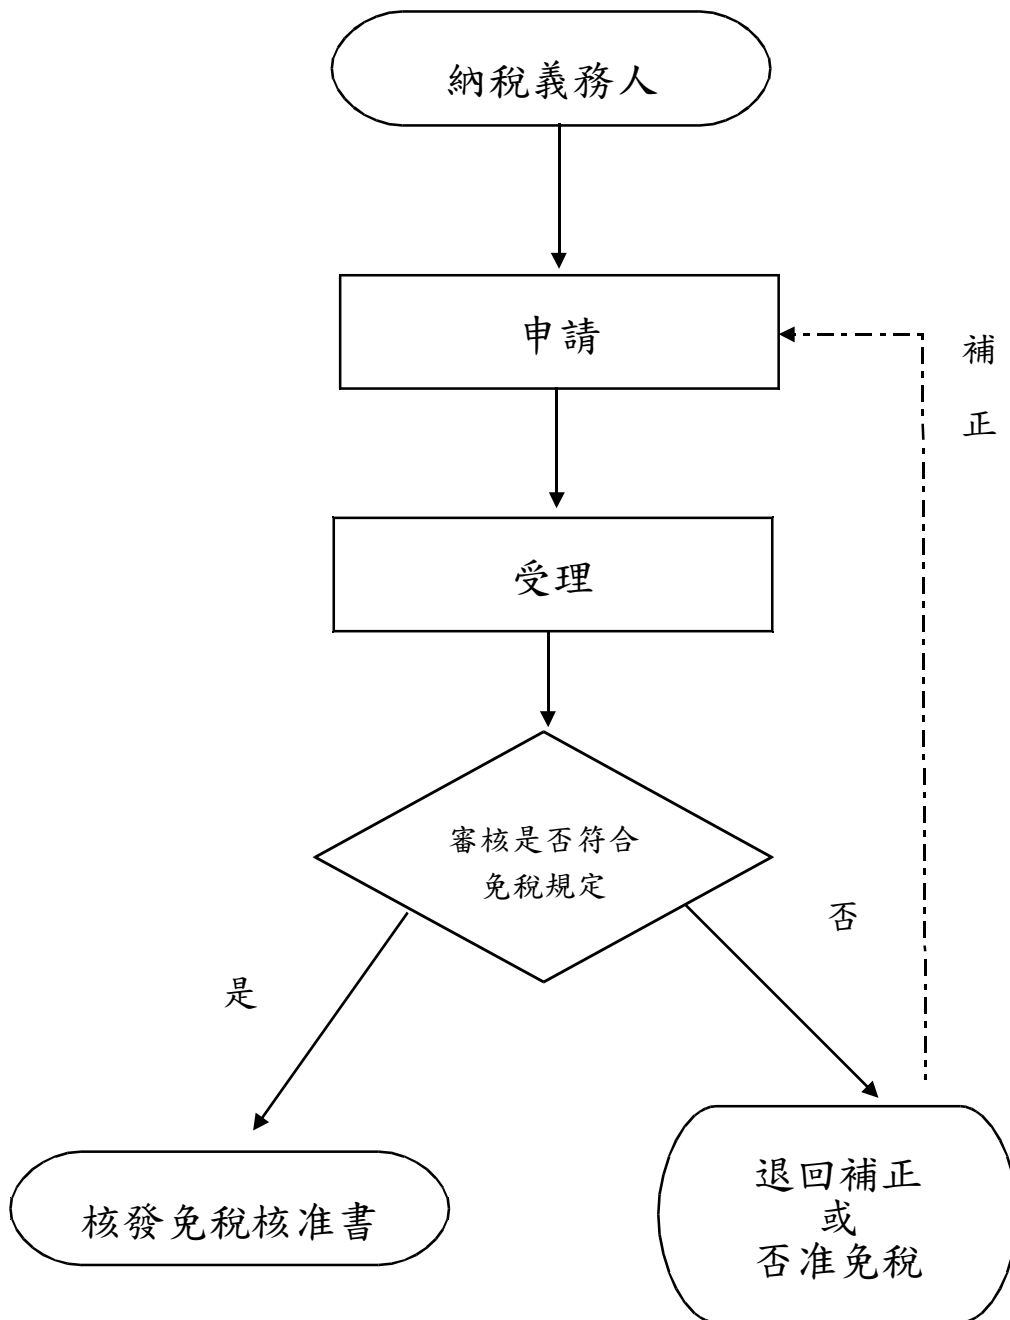 納稅義務人
申請
補
正
受理
審核是否符合
免稅規定
否
是
退回補正
或
否准免稅
核發免稅核准書